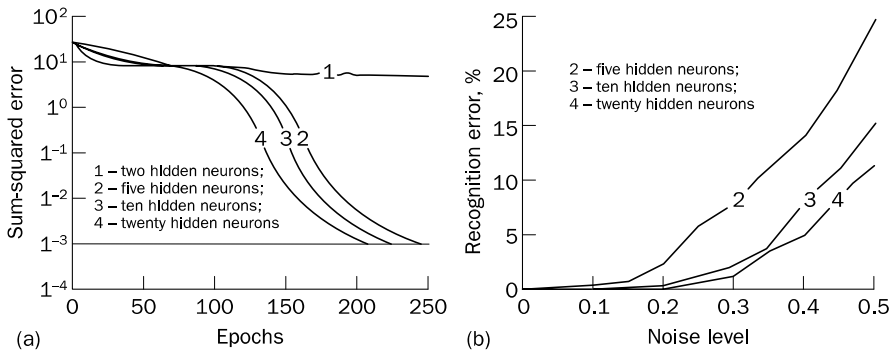 10²
10¹
10⁰
1⁻¹
1⁻²
1⁻³
1⁻⁴
Sum-squared error
1
4
3
2
1 – two hidden neurons;
2 – five hidden neurons;
3 – ten hidden neurons;
4 – twenty hidden neurons
0
50
100
150
200
250
(a)
Epochs
25
20
15
10
5
0
Recognition error, %
2 – five hidden neurons;
3 – ten hidden neurons;
4 – twenty hidden neurons
2
3
4
0
0.1
0.2
0.3
0.4
0.5
(b)
Noise level